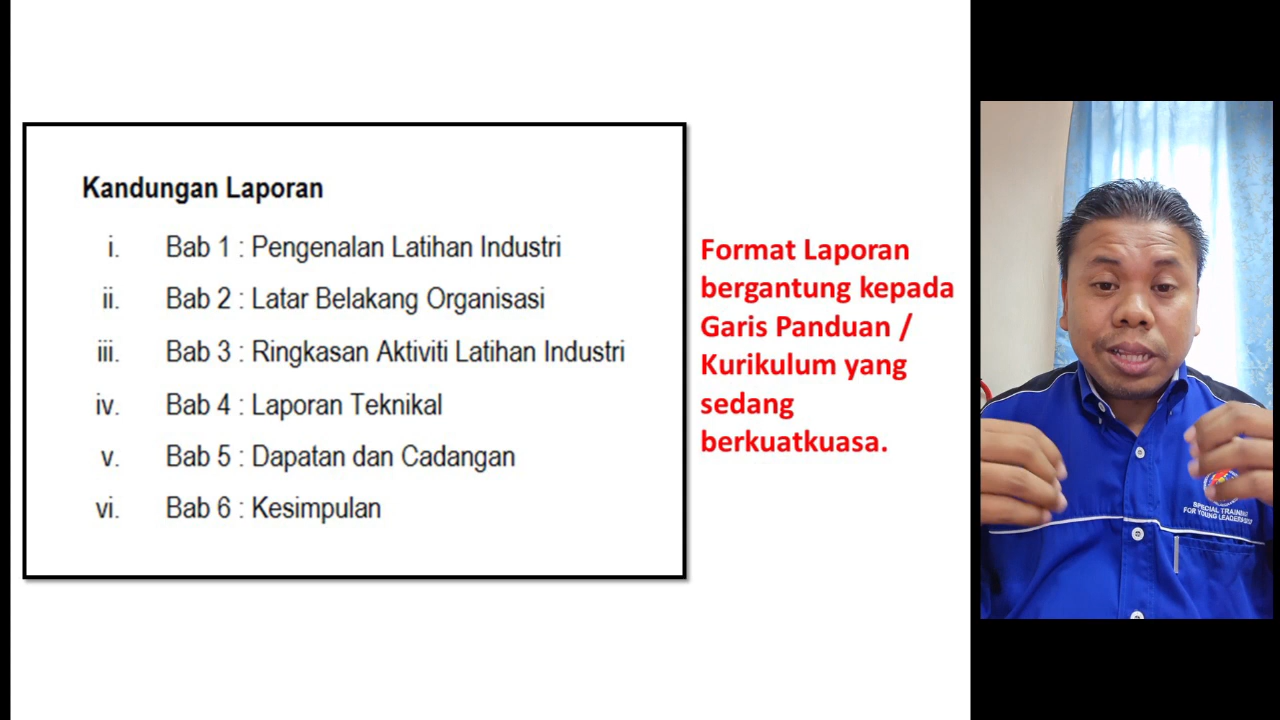 Kandungan Laporan
i. Bab 1 : Pengenalan Latihan Industri
ii. Bab 2 : Latar Belakang Organisasi
iii. Bab 3 : Ringkasan Aktiviti Latihan Industri
iv. Bab 4 : Laporan Teknikal
v. Bab 5 : Dapatan dan Cadangan
vi. Bab 6 : Kesimpulan
Format Laporan
bergantung kepada
Garis Panduan /
Kurikulum yang
sedang
berkuatkuasa.
SPECIAL TRAINING
FOR YOUNG LEADERSHIP